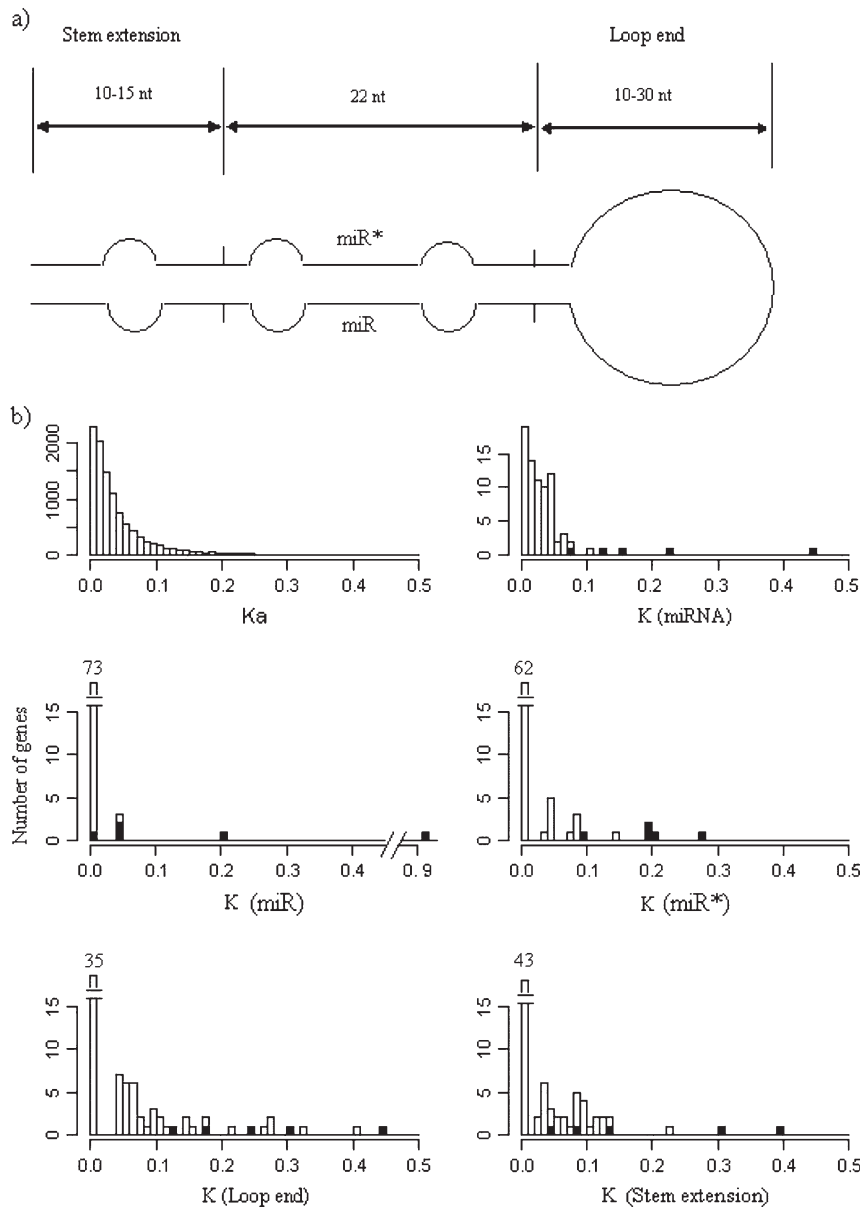 a)
Stem extension Loop end
10-15 nt 22 nt 10-30 nt
miR*
miR
b)
2000
1000
0
0.0 0.1 0.2 0.3 0.4 0.5
Ka
15
10
5
0
0.0 0.1 0.2 0.3 0.4 0.5
K (miRNA)
Number of genes
73
15
10
5
0
0.0 0.1 0.2 0.3 0.4 0.9
K (miR)
62
15
10
5
0
0.0 0.1 0.2 0.3 0.4 0.5
K (miR*)
35
15
10
5
0
0.0 0.1 0.2 0.3 0.4 0.5
K (Loop end)
43
15
10
5
0
0.0 0.1 0.2 0.3 0.4 0.5
K (Stem extension)